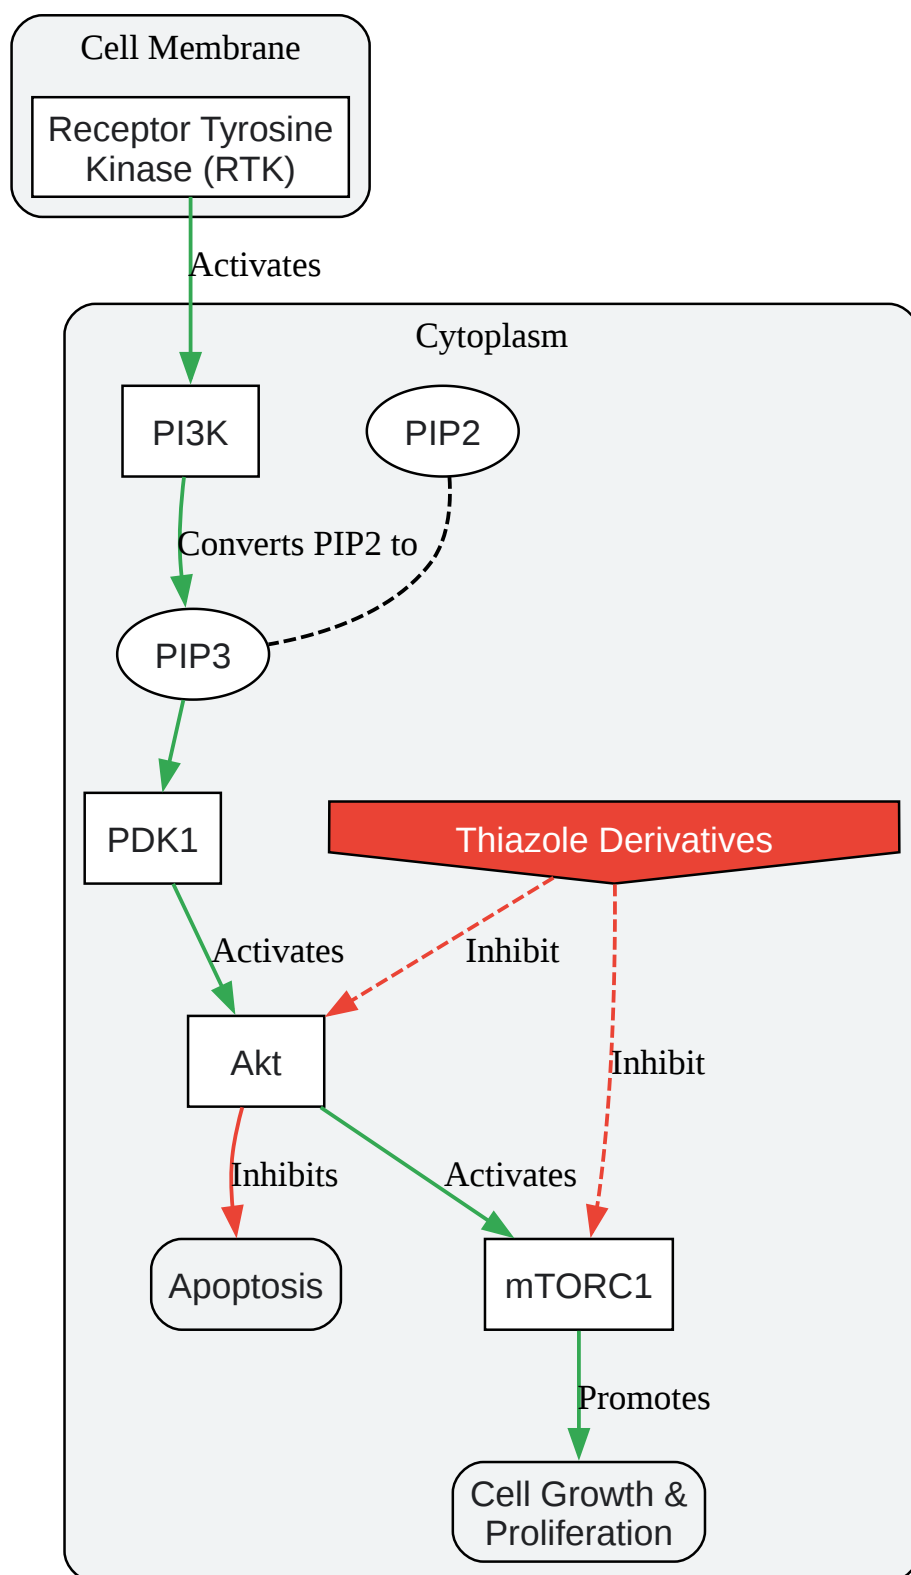 Cell Membrane
Receptor Tyrosine
Kinase (RTK)
Activates
Cytoplasm
PI3K
PIP2
Converts PIP2 to
PIP3
PDK1
Thiazole Derivatives
Activates
Inhibit
Akt
Inhibit
Inhibits
Activates
Apoptosis
mTORC1
Promotes
Cell Growth &
Proliferation